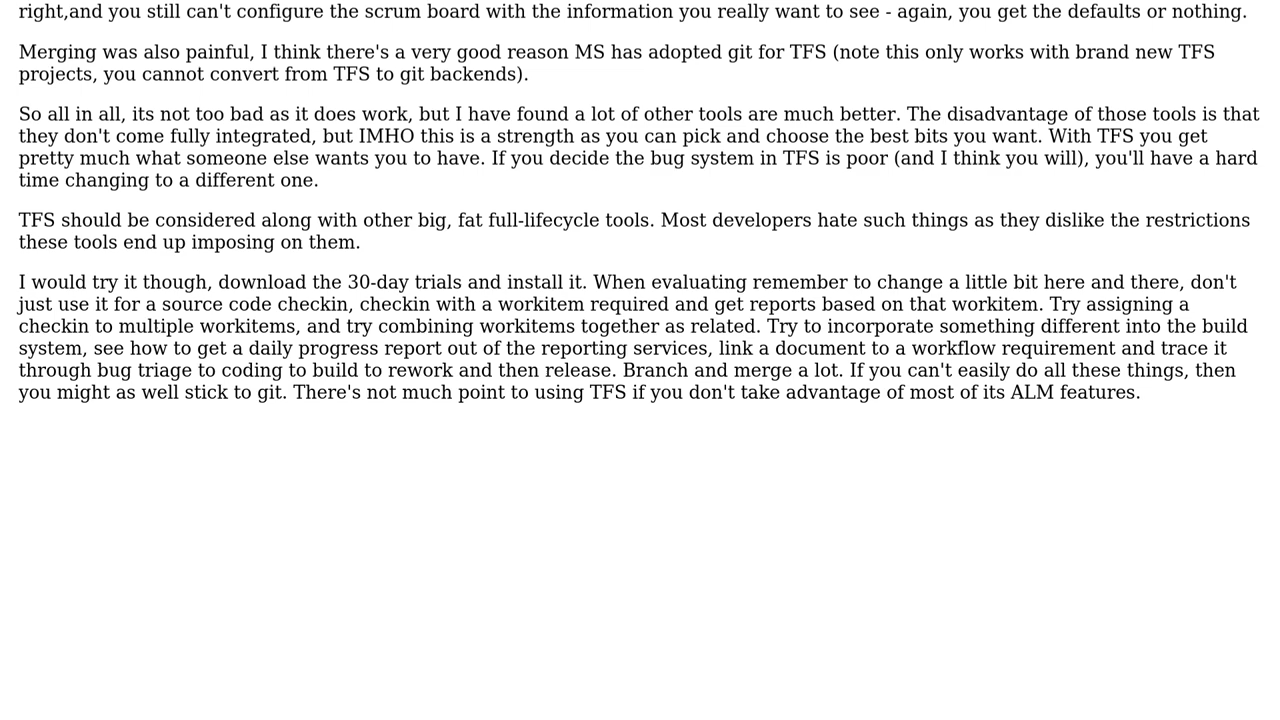 right,and you still can't configure the scrum board with the information you really want to see - again, you get the defaults or nothing.
Merging was also painful, I think there's a very good reason MS has adopted git for TFS (note this only works with brand new TFS
projects, you cannot convert from TFS to git backends).
So all in all, its not too bad as it does work, but I have found a lot of other tools are much better. The disadvantage of those tools is that
they don't come fully integrated, but IMHO this is a strength as you can pick and choose the best bits you want. With TFS you get
pretty much what someone else wants you to have. If you decide the bug system in TFS is poor (and I think you will), you'll have a hard
time changing to a different one.
TFS should be considered along with other big, fat full-lifecycle tools. Most developers hate such things as they dislike the restrictions
these tools end up imposing on them.
I would try it though, download the 30-day trials and install it. When evaluating remember to change a little bit here and there, don't
just use it for a source code checkin, checkin with a workitem required and get reports based on that workitem. Try assigning a
checkin to multiple workitems, and try combining workitems together as related. Try to incorporate something different into the build
system, see how to get a daily progress report out of the reporting services, link a document to a workflow requirement and trace it
through bug triage to coding to build to rework and then release. Branch and merge a lot. If you can't easily do all these things, then
you might as well stick to git. There's not much point to using TFS if you don't take advantage of most of its ALM features.